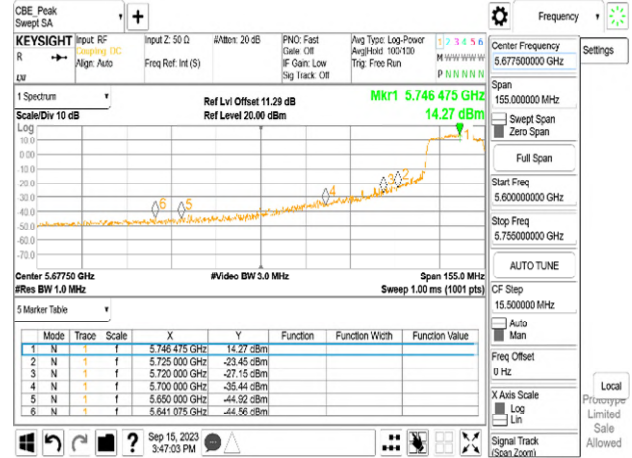 CBE_Peak
Swept SA
KEYSIGHT
R
Input: RF
Coupling: DC
Align: Auto
Input Z: 50 Ω
Freq Ref: Int (S)
#Atten: 20 dB
PNO: Fast
Gate: Off
IF Gain: Low
Sig Track: Off
Avg Type: Log-Power
Avg|Hold: 100/100
Trig: Free Run
1 2 3 4 5 6
M W W W W W
P N N N N N
1 Spectrum
Scale/Div 10 dB
Ref Lvl Offset 11.29 dB
Ref Level 20.00 dBm
Mkr1 5.746 475 GHz
14.27 dBm
Log
10.0
0.00
-10.0
-20.0
-30.0
-40.0
-50.0
-60.0
-70.0
6
5
4
3
2
1
Center 5.67750 GHz
#Res BW 1.0 MHz
#Video BW 3.0 MHz
Span 155.0 MHz
Sweep 1.00 ms (1001 pts)
5 Marker Table
Mode Trace Scale X Y Function Function Width Function Value
1 N 1 f 5.746 475 GHz 14.27 dBm
2 N 1 f 5.725 000 GHz -23.45 dBm
3 N 1 f 5.720 000 GHz -27.15 dBm
4 N 1 f 5.700 000 GHz -35.44 dBm
5 N 1 f 5.650 000 GHz -44.92 dBm
6 N 1 f 5.641 075 GHz -44.56 dBm
Sep 15, 2023
3:47:03 PM
Frequency
Settings
Center Frequency
5.677500000 GHz
Span
155.000000 MHz
Swept Span
Zero Span
Full Span
Start Freq
5.600000000 GHz
Stop Freq
5.755000000 GHz
AUTO TUNE
CF Step
15.500000 MHz
Auto
Man
Freq Offset
0 Hz
X Axis Scale
Log
Lin
Signal Track
(Span Zoom)
Local
Prototype
Limited
Sale
Allowed